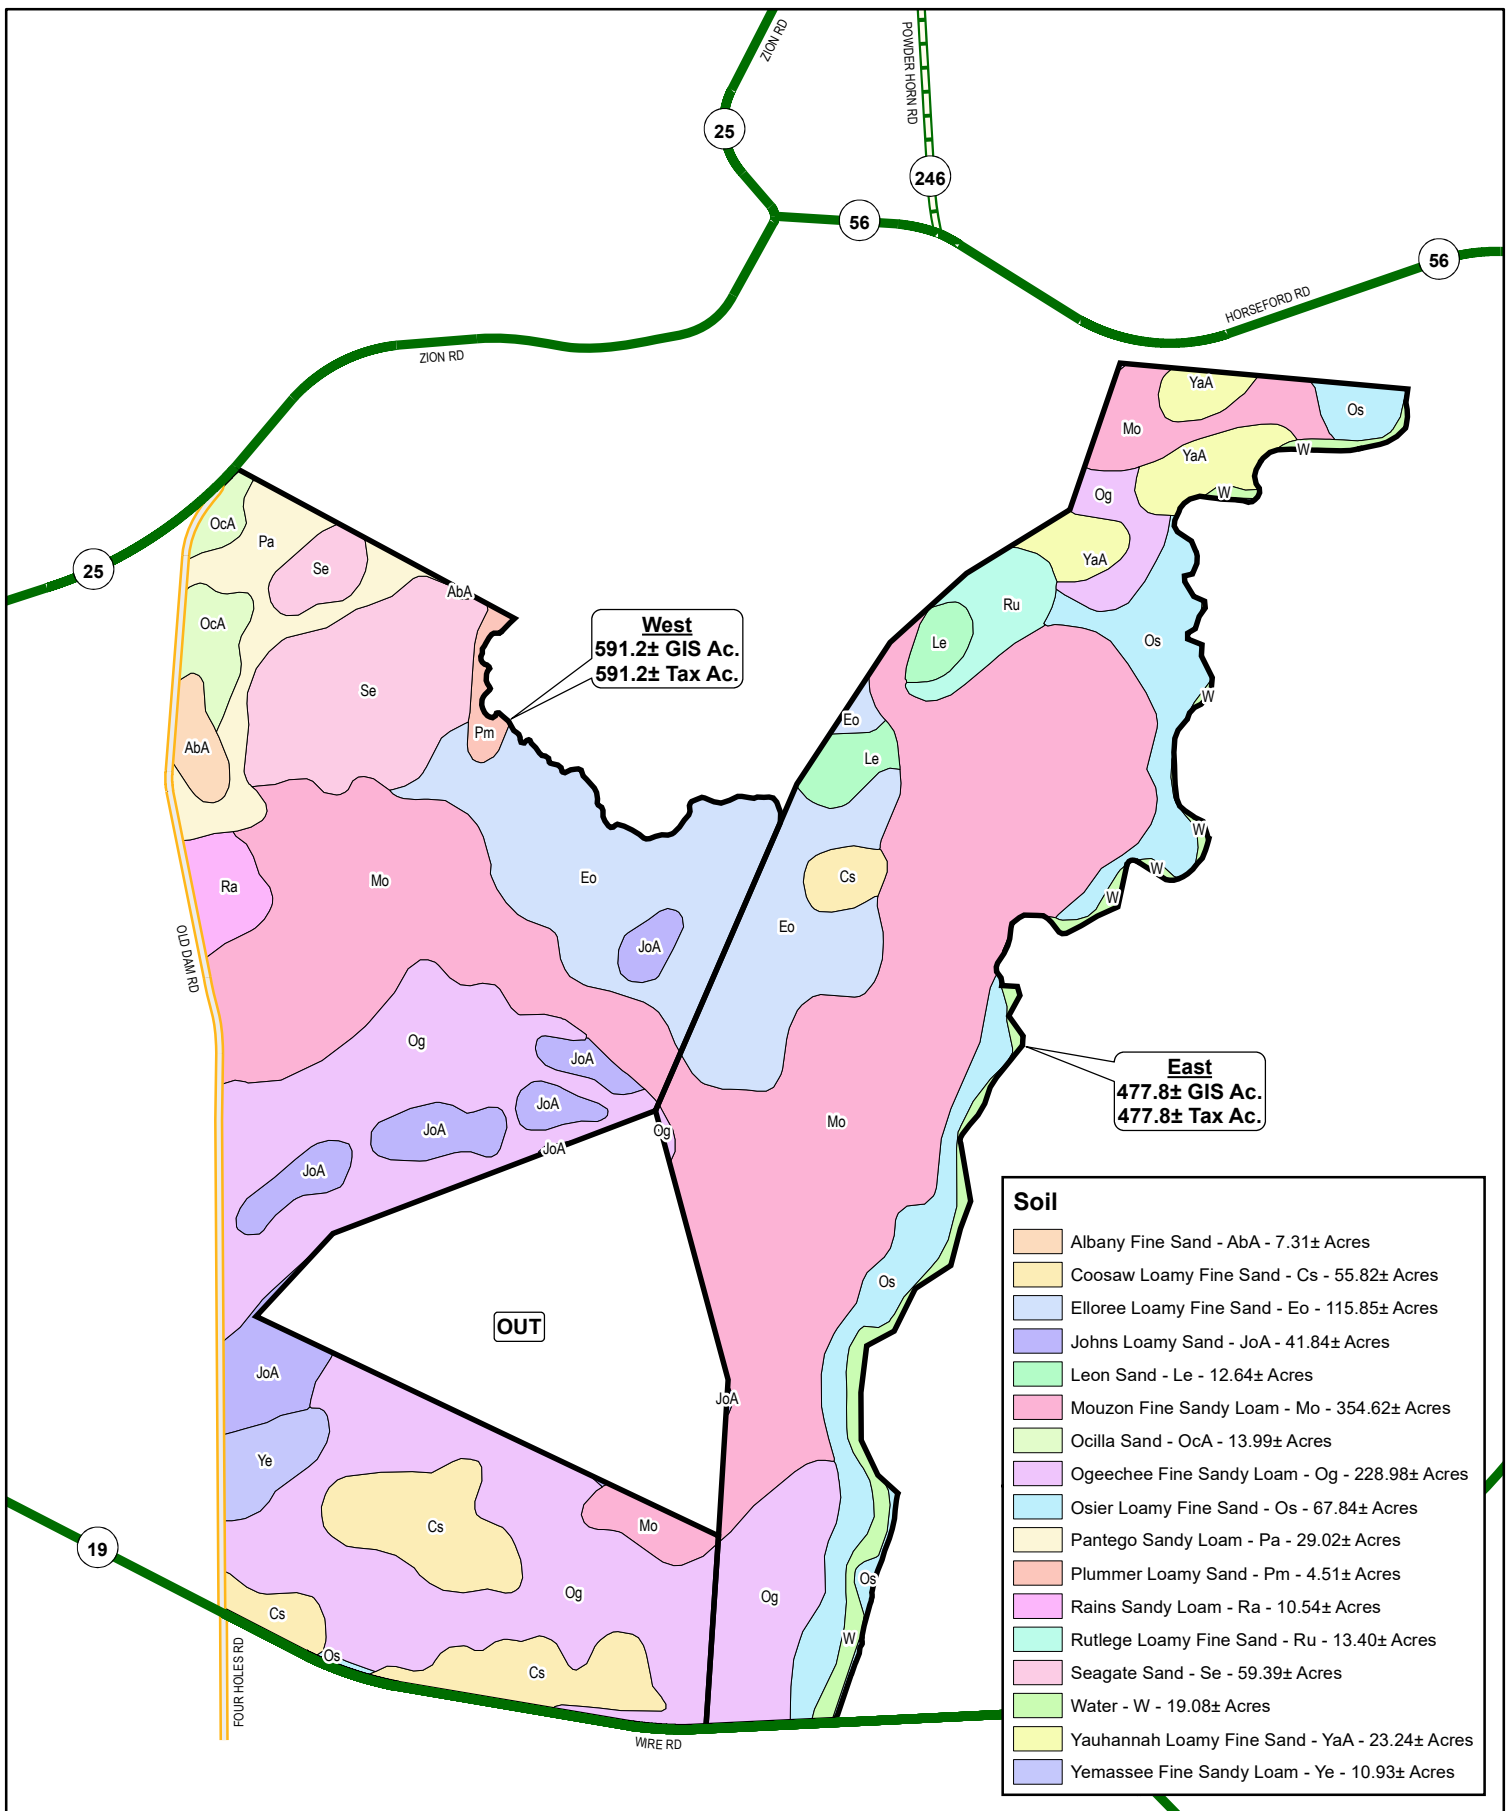 ZION RD
POWDER HORN RD
25
246
56
56
HORSEFORD RD
ZION RD
YaA
Os
Mo
W
YaA
W
Og
OcA
Pa
25
Se
YaA
AbA
Ru
OcA
West
591.2± GIS Ac.
591.2± Tax Ac.
Le
Os
Se
W
Eo
Pm
AbA
Le
W
W
Eo
Cs
Mo
Ra
W
Eo
JoA
OLD DAM RD
Og
JoA
East
477.8± GIS Ac.
477.8± Tax Ac.
JoA
Mo
JoA
Og
JoA
JoA
Os
OUT
JoA
JoA
Ye
Cs
Mo
19
Os
Og
Og
Cs
W
Os
Cs
FOUR HOLES RD
WIRE RD
Soil
Albany Fine Sand - AbA - 7.31± Acres
Coosaw Loamy Fine Sand - Cs - 55.82± Acres
Elloree Loamy Fine Sand - Eo - 115.85± Acres
Johns Loamy Sand - JoA - 41.84± Acres
Leon Sand - Le - 12.64± Acres
Mouzon Fine Sandy Loam - Mo - 354.62± Acres
Ocilla Sand - OcA - 13.99± Acres
Ogeechee Fine Sandy Loam - Og - 228.98± Acres
Osier Loamy Fine Sand - Os - 67.84± Acres
Pantego Sandy Loam - Pa - 29.02± Acres
Plummer Loamy Sand - Pm - 4.51± Acres
Rains Sandy Loam - Ra - 10.54± Acres
Rutlege Loamy Fine Sand - Ru - 13.40± Acres
Seagate Sand - Se - 59.39± Acres
Water - W - 19.08± Acres
Yauhannah Loamy Fine Sand - YaA - 23.24± Acres
Yemassee Fine Sandy Loam - Ye - 10.93± Acres